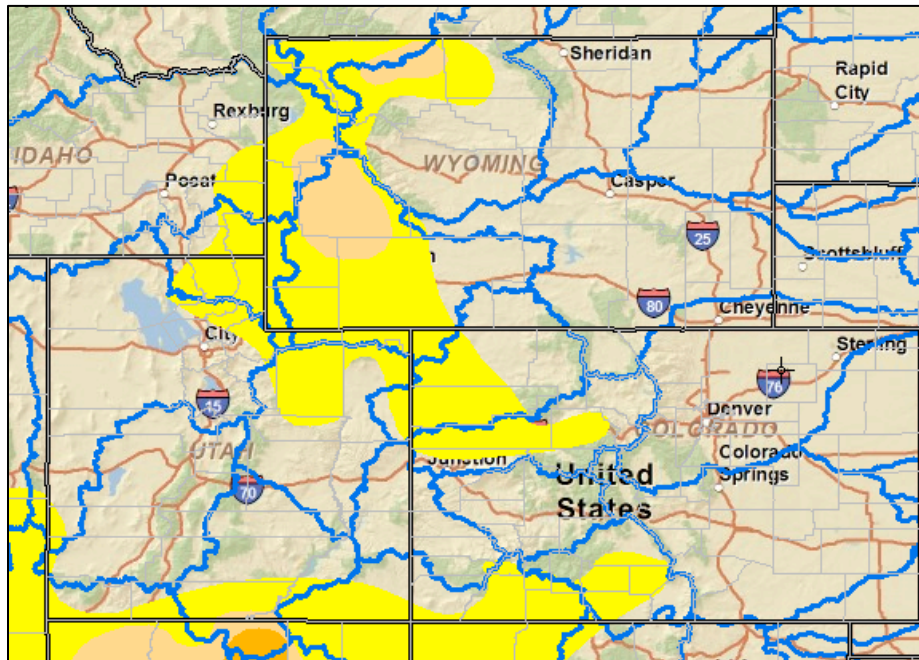 Sheridan
Rapid
City
Rexburg
IDAHO
WYOMING
Pocat
Casper
25
Scottsbluff
80
Cheyenne
City
Sterling
76
15
Denver
COLORADO
UTAH
Junction
Colorado
Springs
70
United
States